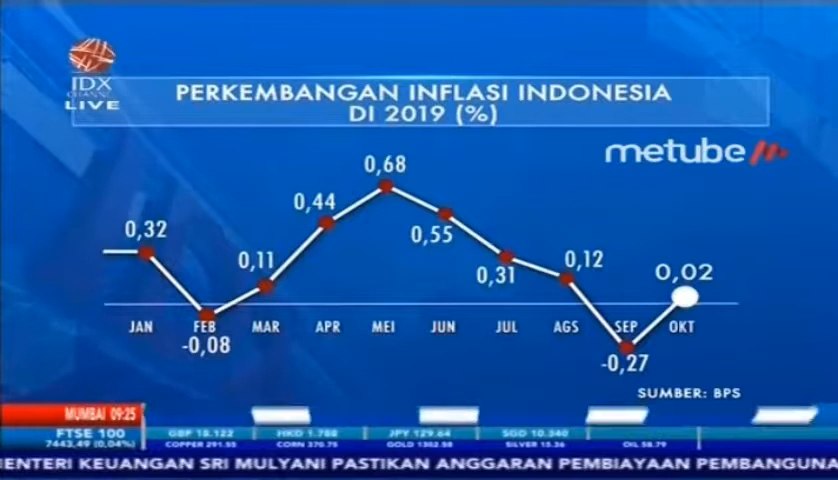 IDX
CHANNEL
LIVE
PERKEMBANGAN INFLASI INDONESIA
DI 2019 (%)
metube
0,68
0,44
0,55
0,32
0,11
0,31
0,12
0,02
JAN FEB MAR APR MEI JUN JUL AGS SEP OKT
-0,08
-0,27
SUMBER: BPS
MUMBAI 09:25
FTSE 100
7443,49 (0,04%)
GBP 18.122 HKD 1.788 JPY 129.64 SGD 10.340
COPPER 291.55 CORN 370.75 GOLD 1302.58 SILVER 15.36 OIL 58.79
MENTERI KEUANGAN SRI MULYANI PASTIKAN ANGGARAN PEMBIAYAAN PEMBANGUNA